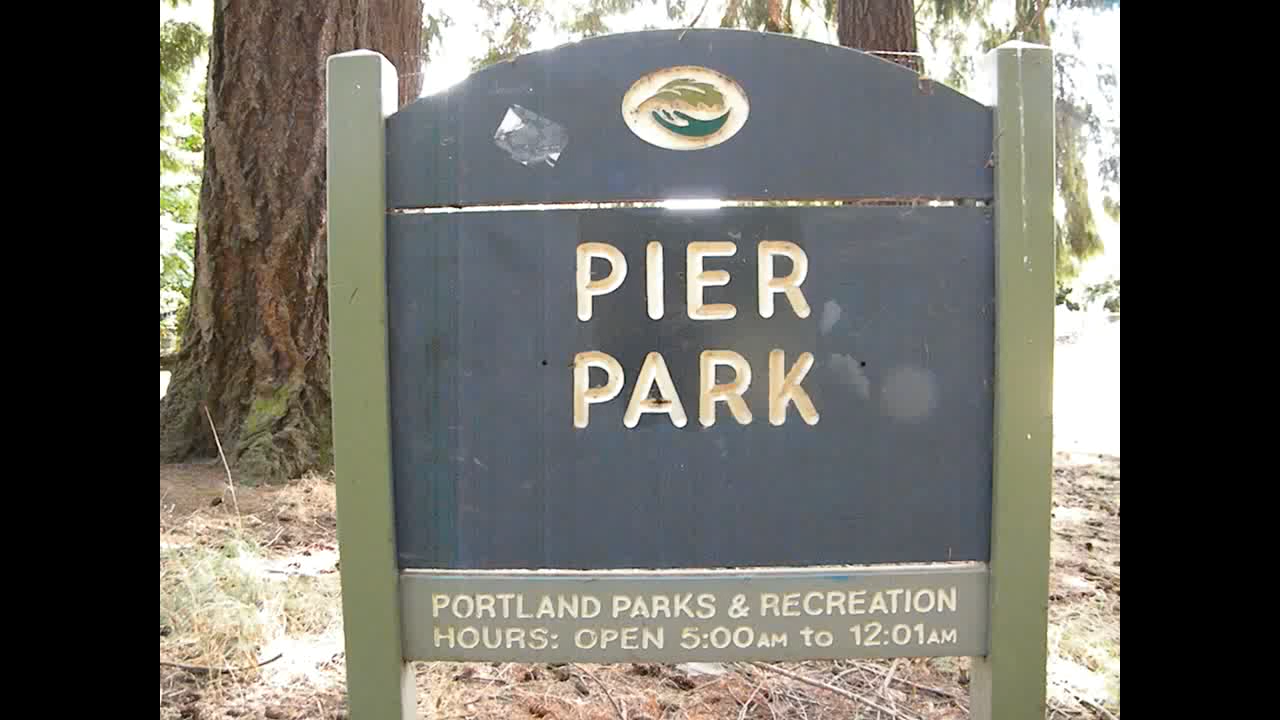 PIER
PARK
PORTLAND PARKS & RECREATION
HOURS: OPEN 5:00AM to 12:01AM